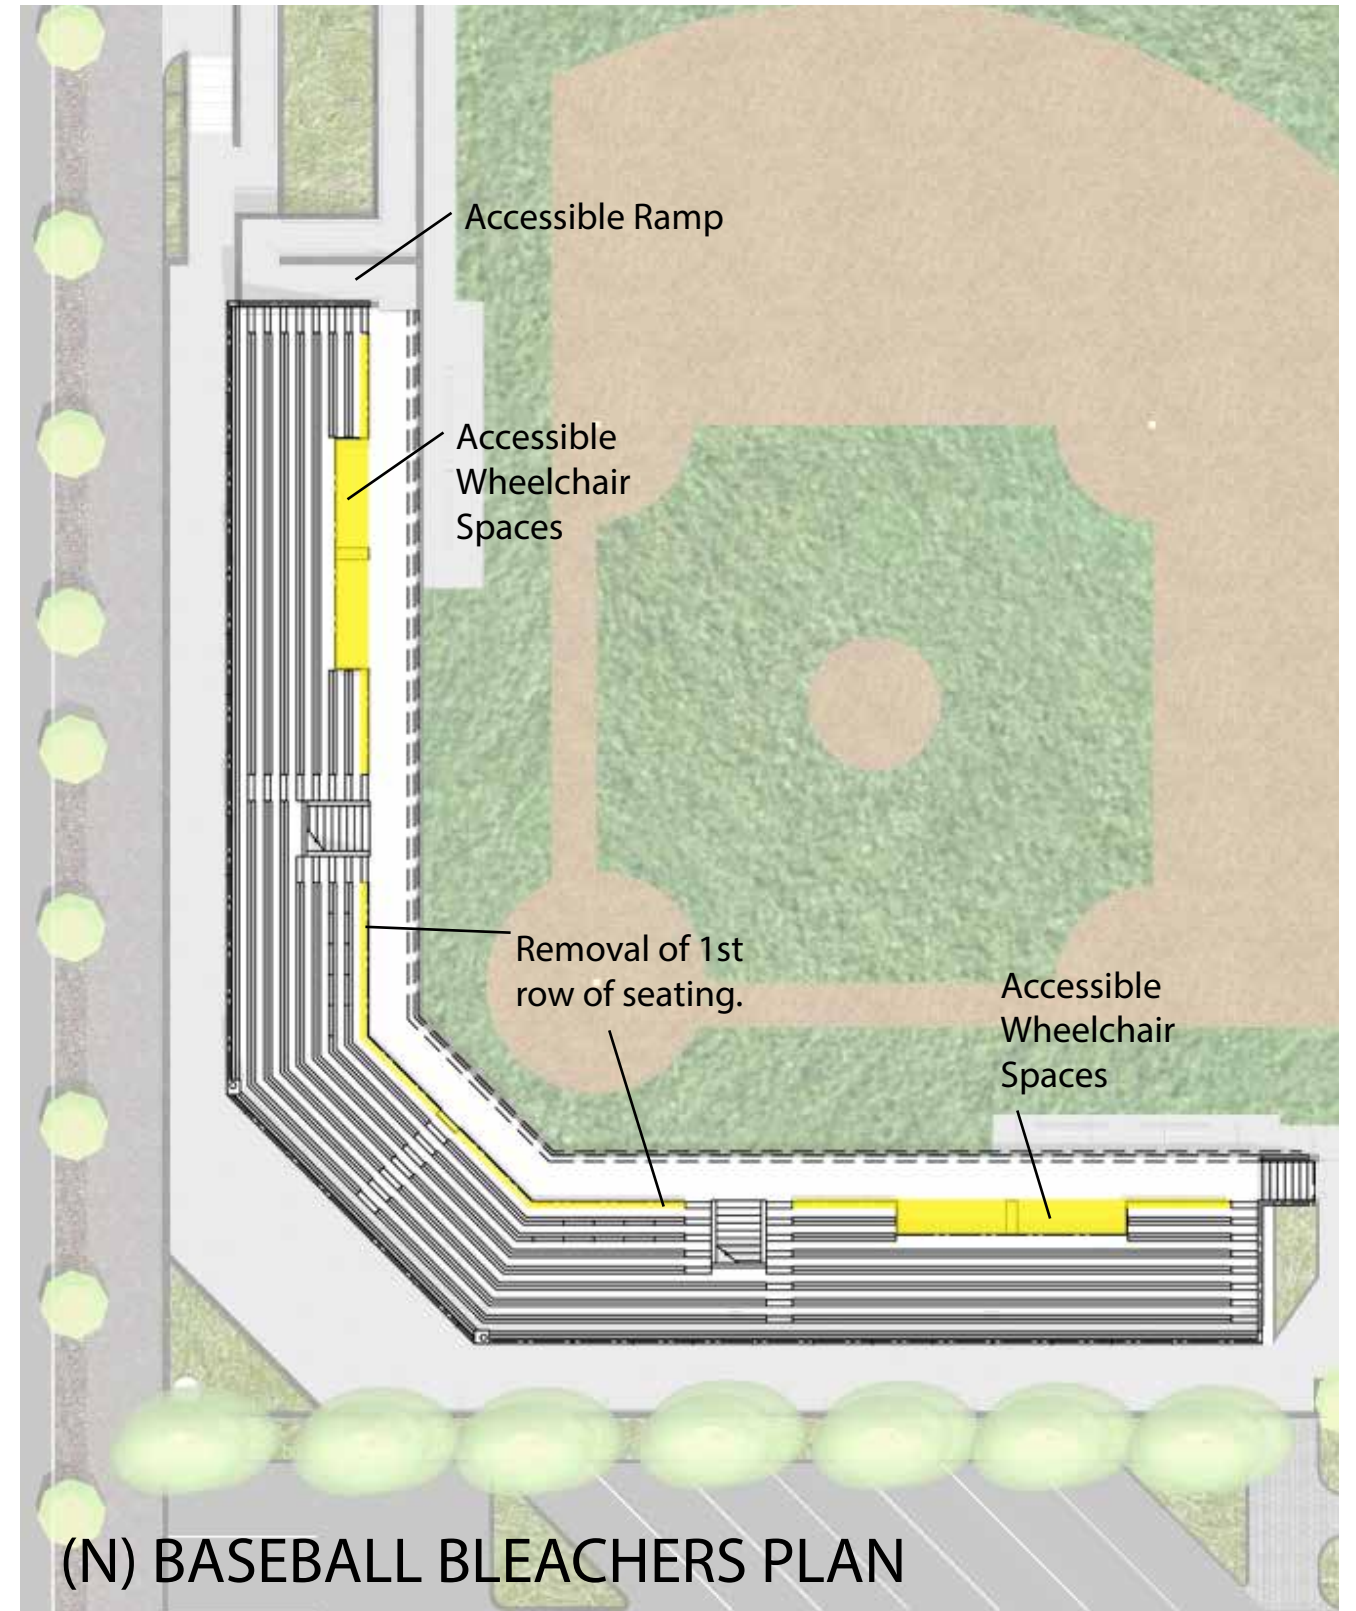 Accessible Ramp
Accessible
Wheelchair
Spaces
Removal of 1st
row of seating.
Accessible
Wheelchair
Spaces
(N) BASEBALL BLEACHERS PLAN